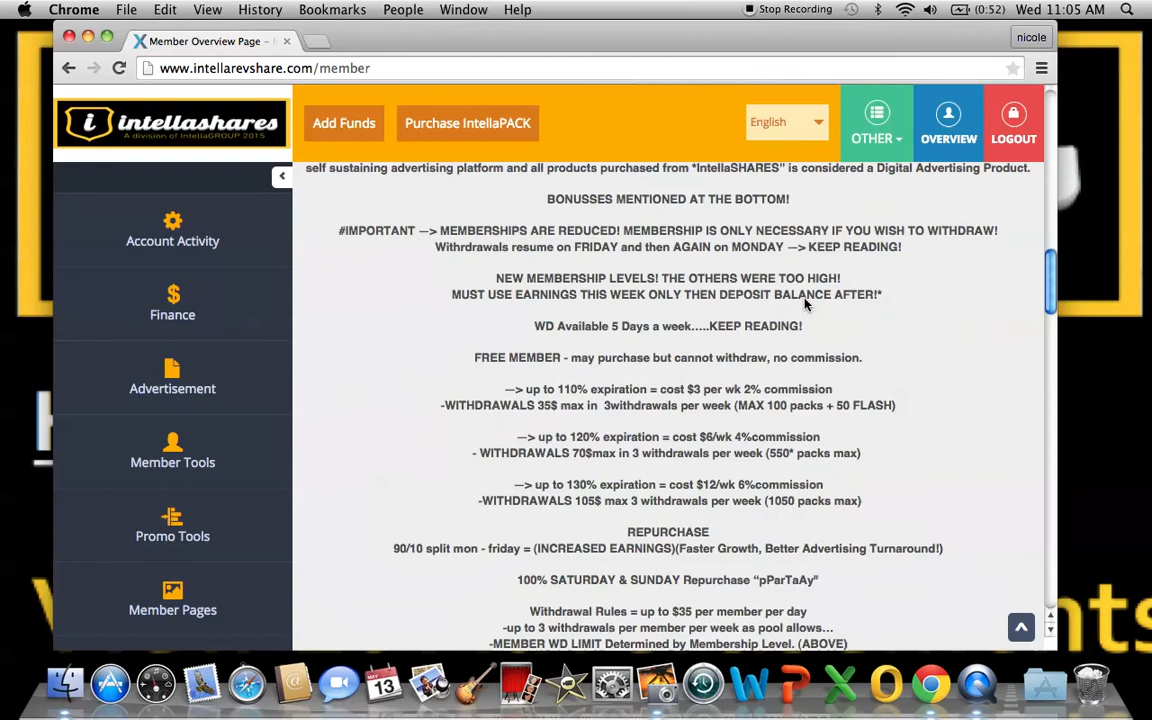 Chrome File Edit View History Bookmarks People Window Help Stop Recording (0:52) Wed 11:05 AM
Member Overview Page – nicole
www.intellarevshare.com/member
i intellashares
A division of IntellaGROUP 2015
Add Funds
Purchase IntellaPACK
English
OTHER
OVERVIEW
LOGOUT
Account Activity
Finance
Advertisement
Member Tools
Promo Tools
Member Pages
self sustaining advertising platform and all products purchased from *IntellaSHARES" is considered a Digital Advertising Product.
BONUSSES MENTIONED AT THE BOTTOM!
#IMPORTANT —> MEMBERSHIPS ARE REDUCED! MEMBERSHIP IS ONLY NECESSARY IF YOU WISH TO WITHDRAW!
Withrdrawals resume on FRIDAY and then AGAIN on MONDAY —> KEEP READING!
NEW MEMBERSHIP LEVELS! THE OTHERS WERE TOO HIGH!
MUST USE EARNINGS THIS WEEK ONLY THEN DEPOSIT BALANCE AFTER!*
WD Available 5 Days a week.....KEEP READING!
FREE MEMBER - may purchase but cannot withdraw, no commission.
—> up to 110% expiration = cost $3 per wk 2% commission
-WITHDRAWALS 35$ max in 3withdrawals per week (MAX 100 packs + 50 FLASH)
—> up to 120% expiration = cost $6/wk 4%commission
- WITHDRAWALS 70$max in 3 withdrawals per week (550* packs max)
—> up to 130% expiration = cost $12/wk 6%commission
-WITHDRAWALS 105$ max 3 withdrawals per week (1050 packs max)
REPURCHASE
90/10 split mon - friday = (INCREASED EARNINGS)(Faster Growth, Better Advertising Turnaround!)
100% SATURDAY & SUNDAY Repurchase “pParTaAy”
Withdrawal Rules = up to $35 per member per day
-up to 3 withdrawals per member per week as pool allows...
-MEMBER WD LIMIT Determined by Membership Level. (ABOVE)
MAY
13